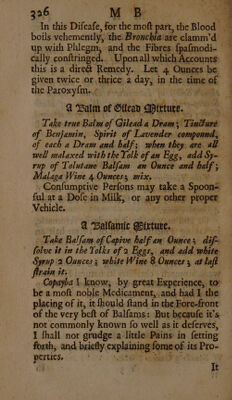 326 M B
In this Disease, for the most part, the Blood
boils vehemently, the Bronchia are clamm'd
up with Phlegm, and the Fibres spasmodi-
cally constringed. Upon all which Accounts
this is a direct Remedy. Let 4 Ounces be
given twice or thrice a day, in the time of
the Paroxysm.
A Balm of Gilead Mixture.
Take true Balm of Gilead a Dram; Tincture
of Benjamin, Spirit of Lavender compound,
of each a Dram and half; when they are all
well malaxed with the Yolk of an Egg, add Sy-
rup of Tolutane Balsam an Ounce and half;
Malaga Wine 4 Ounces; mix.
Consumptive Persons may take a Spoon-
ful at a Dose in Milk, or any other proper
Vehicle.
A Balsamic Mixture.
Take Balsam of Capive half an Ounce; dis-
solve it in the Yolks of 2 Eggs, and add white
Syrup 2 Ounces; white Wine 8 Ounces; at last
strain it.
Copayba I know, by great Experience, to
be a most noble Medicament, and had I the
placing of it, it should stand in the Fore-front
of the very best of Balsams: But because it's
not commonly known so well as it deserves,
I shall not grudge a little Pains in setting
forth, and briefly explaining some of its Pro-
perties.
It